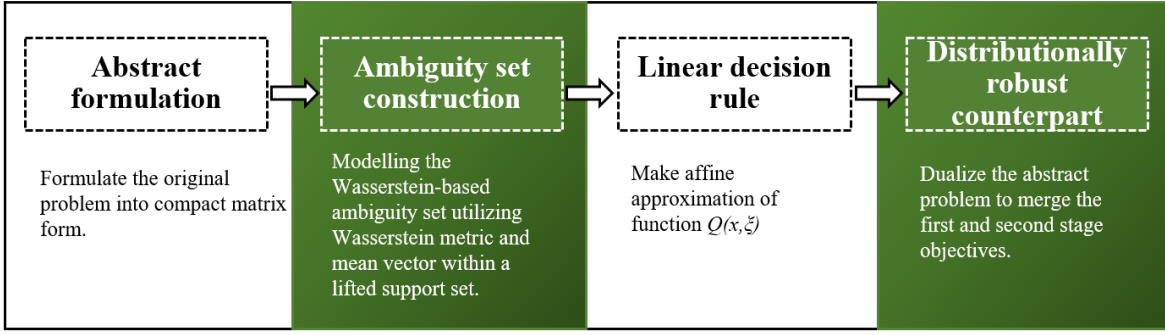 Abstract
formulation
Formulate the original
problem into compact matrix
form.
Ambiguity set
construction
Modelling the
Wasserstein-based
ambiguity set utilizing
Wasserstein metric and
mean vector within a
lifted support set.
Linear decision
rule
Make affine
approximation of
function Q(x,ξ)
Distributionally
robust
counterpart
Dualize the abstract
problem to merge the
first and second stage
objectives.